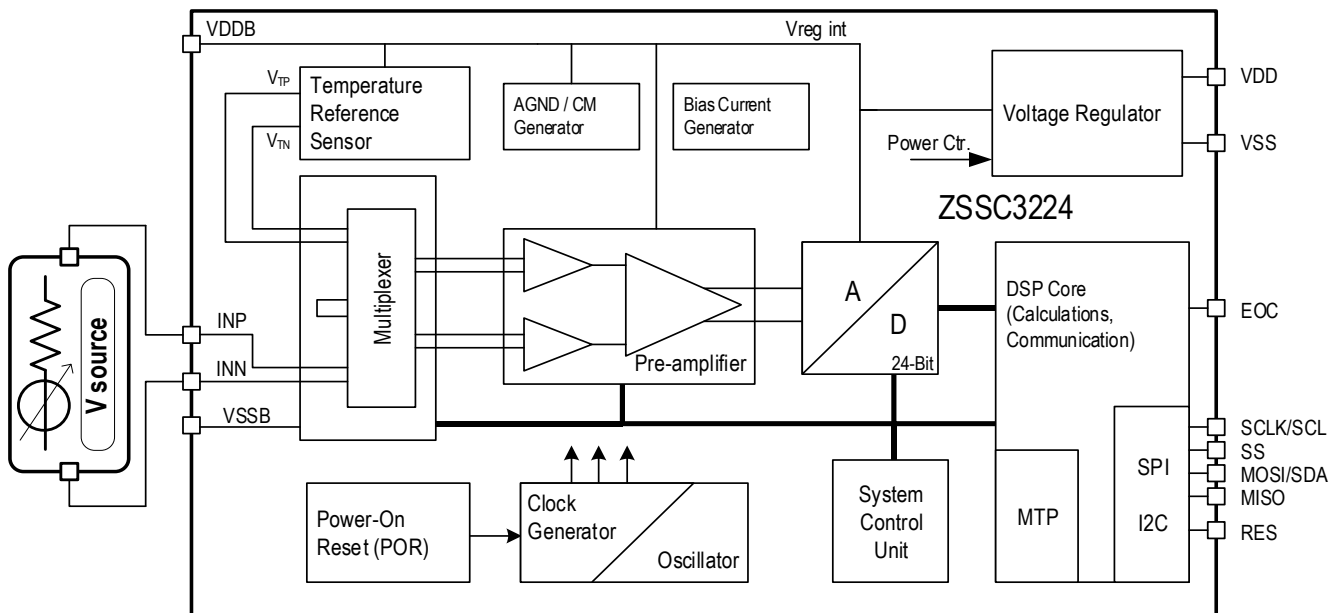 VDDB
Vreg int
VTP
Temperature
Reference
Sensor
VTN
AGND / CM
Generator
Bias Current
Generator
Voltage Regulator
Power Ctr.
VDD
VSS
ZSSC3224
V source
INP
INN
VSSB
Multiplexer
Pre-amplifier
A
D
24-Bit
DSP Core
(Calculations,
Communication)
EOC
SCLK/SCL
SS
MOSI/SDA
MISO
RES
SPI
I2C
MTP
Power-On
Reset (POR)
Clock
Generator
Oscillator
System
Control
Unit